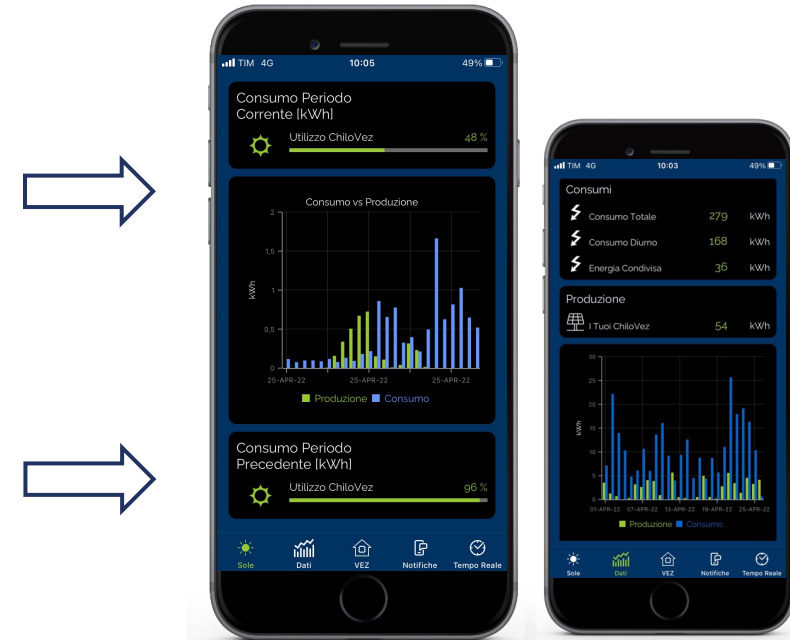 TIM 4G 10:05 49%
Consumo Periodo
Corrente [kWh]
Utilizzo ChiloVez 48 %
Consumo vs Produzione
2
1,5
1
0,5
0
kWh
25-APR-22 25-APR-22 25-APR-22
Produzione Consumo
Consumo Periodo
Precedente [kWh]
Utilizzo ChiloVez 96 %
Sole Dati VEZ Notifiche Tempo Reale
TIM 4G 10:03 49%
Consumi
Consumo Totale 279 kWh
Consumo Diurno 168 kWh
Energia Condivisa 36 kWh
Produzione
I Tuoi ChiloVez 54 kWh
30
25
20
15
10
5
0
kWh
01-APR-22 07-APR-22 13-APR-22 19-APR-22 25-APR-22
Produzione Consumo
Sole Dati VEZ Notifiche Tempo Reale